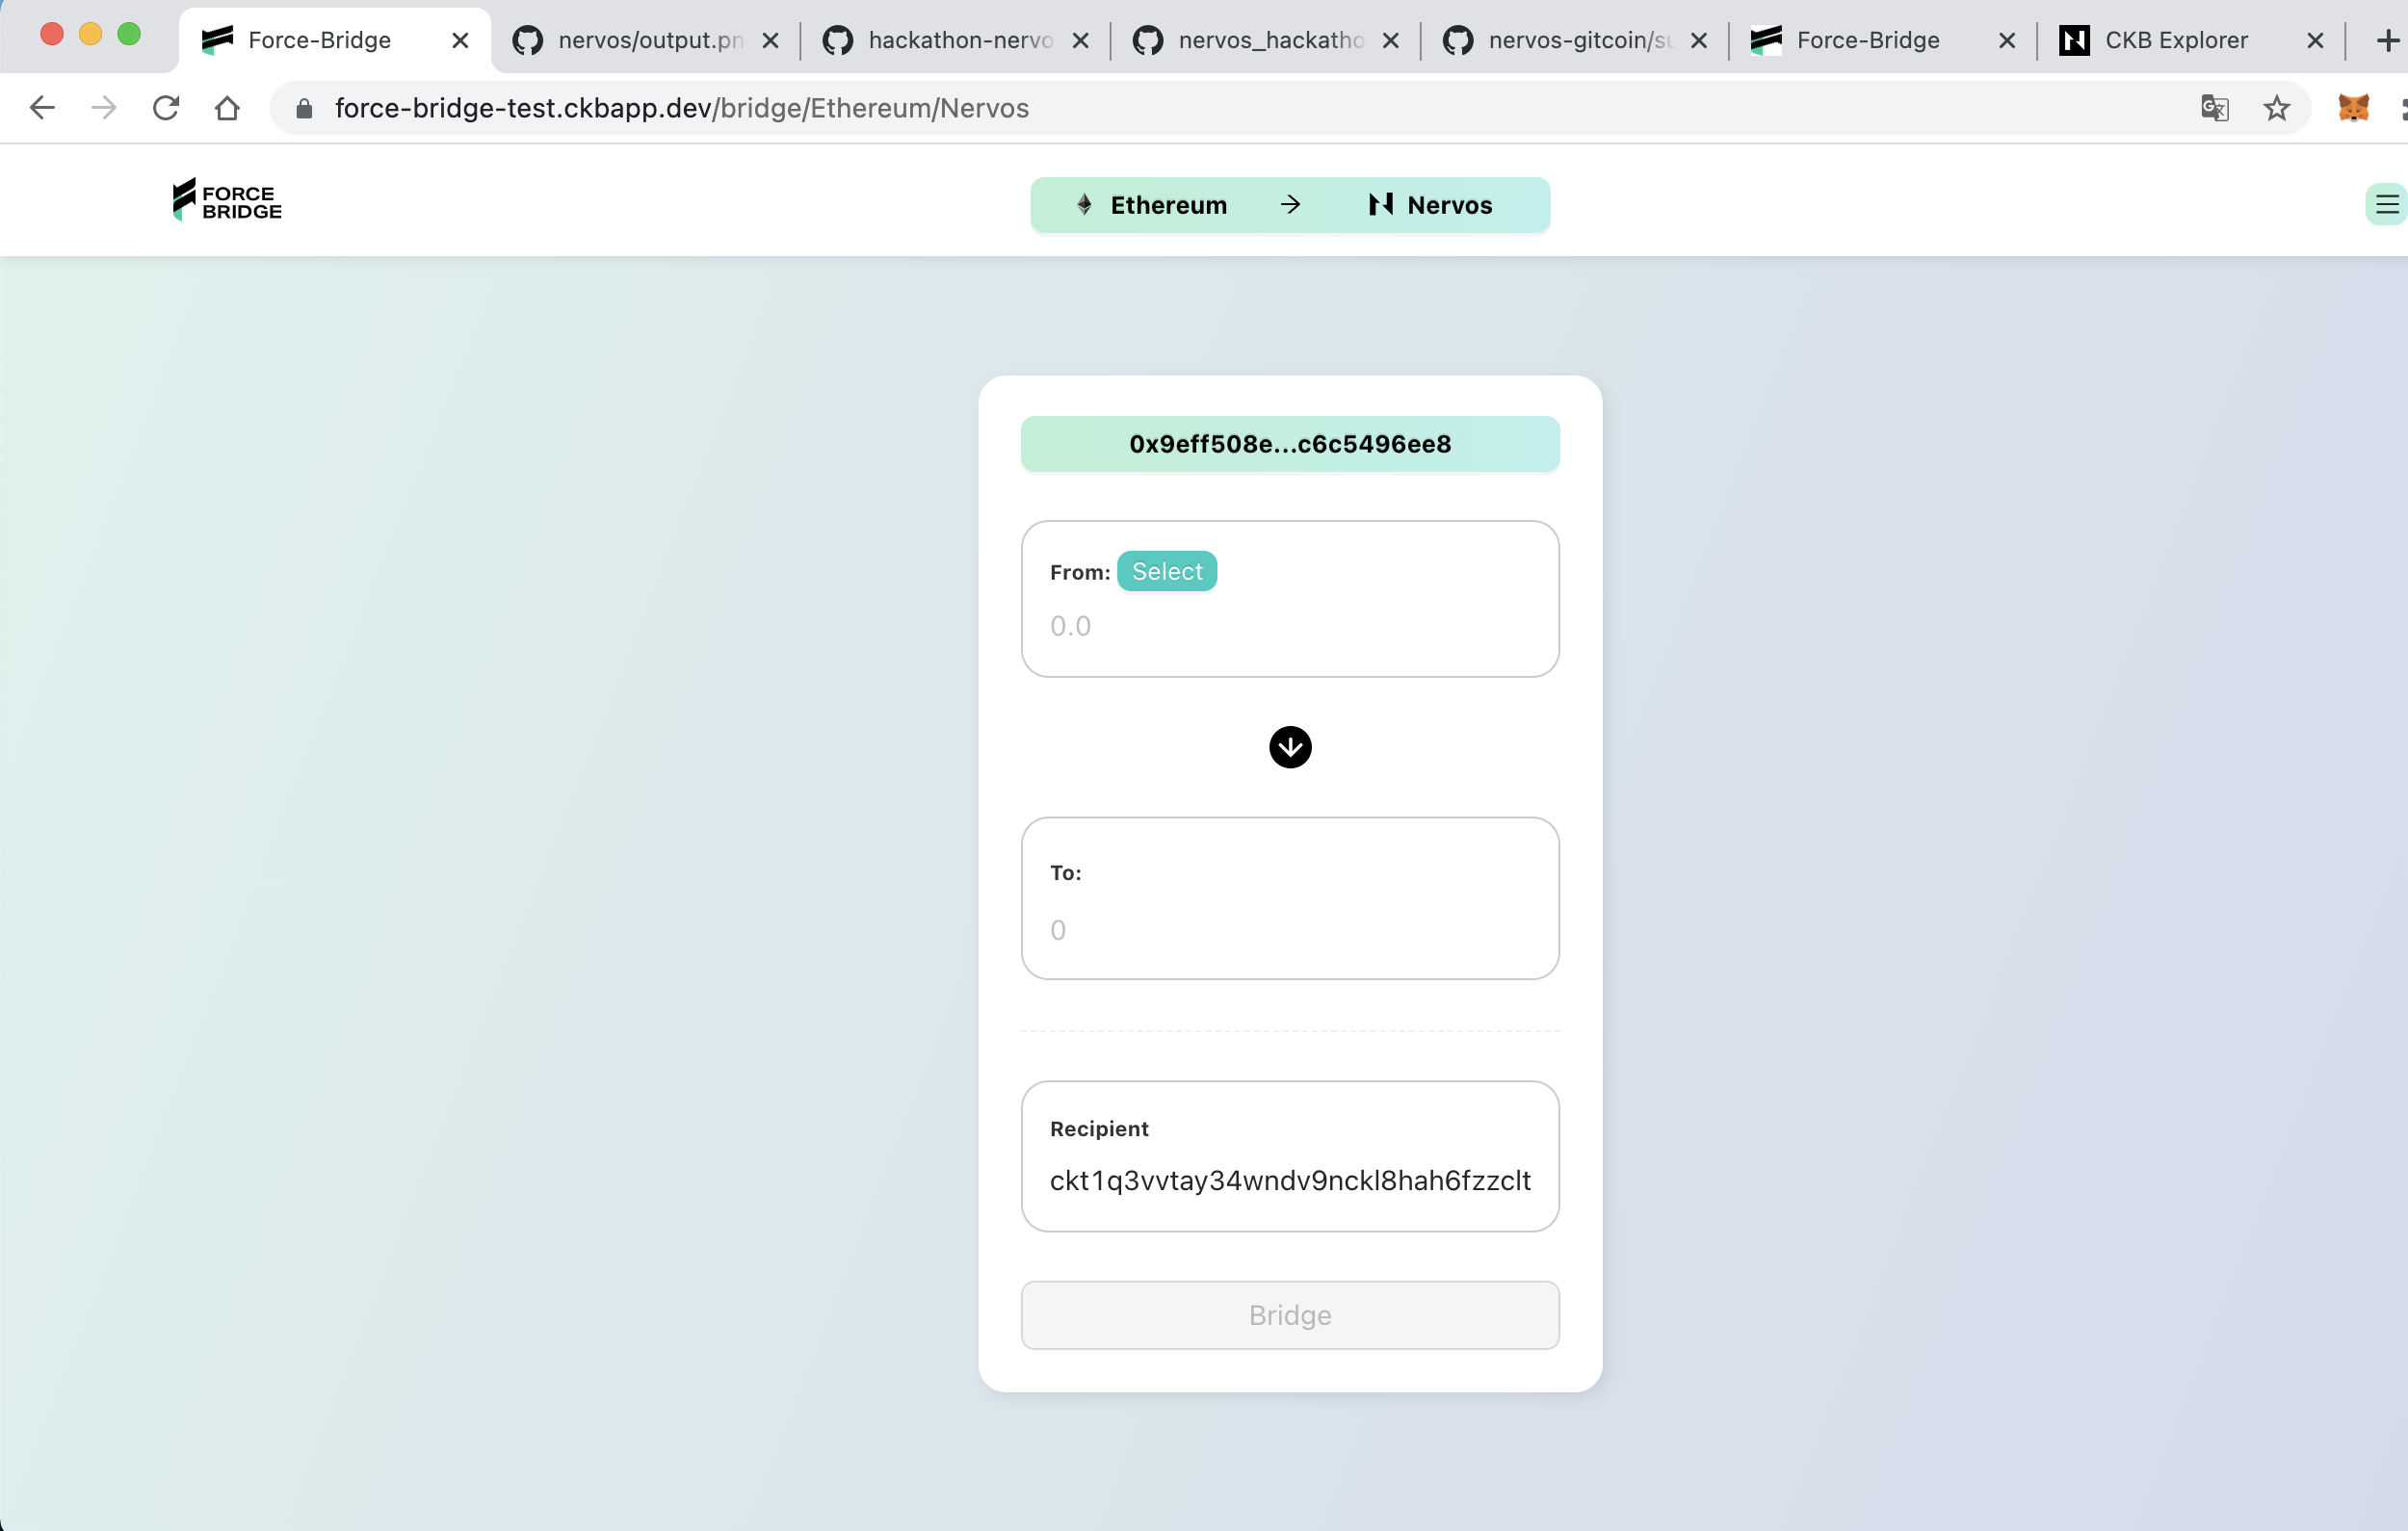 Force-Bridge
nervos/output.pn
hackathon-nervo
nervos_hackatho
nervos-gitcoin/su
Force-Bridge
CKB Explorer
force-bridge-test.ckbapp.dev/bridge/Ethereum/Nervos
FORCE
BRIDGE
Ethereum → Nervos
0x9eff508e...c6c5496ee8
From: Select
0.0
To:
0
Recipient
ckt1q3vvtay34wndv9nckl8hah6fzzclt
Bridge